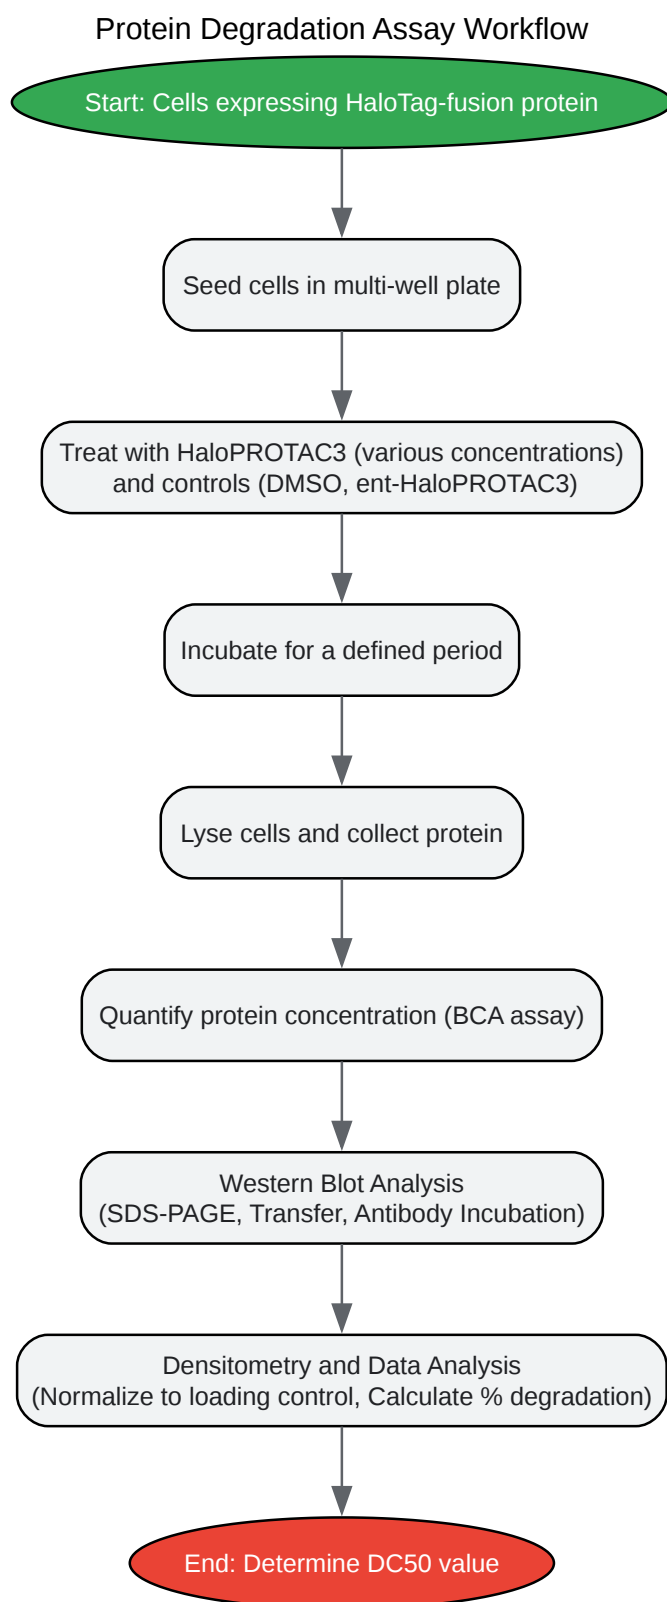 Protein Degradation Assay Workflow
Start: Cells expressing HaloTag-fusion protein
Seed cells in multi-well plate
Treat with HaloPROTAC3 (various concentrations)
and controls (DMSO, ent-HaloPROTAC3)
Incubate for a defined period
Lyse cells and collect protein
Quantify protein concentration (BCA assay)
Western Blot Analysis
(SDS-PAGE, Transfer, Antibody Incubation)
Densitometry and Data Analysis
(Normalize to loading control, Calculate % degradation)
End: Determine DC50 value